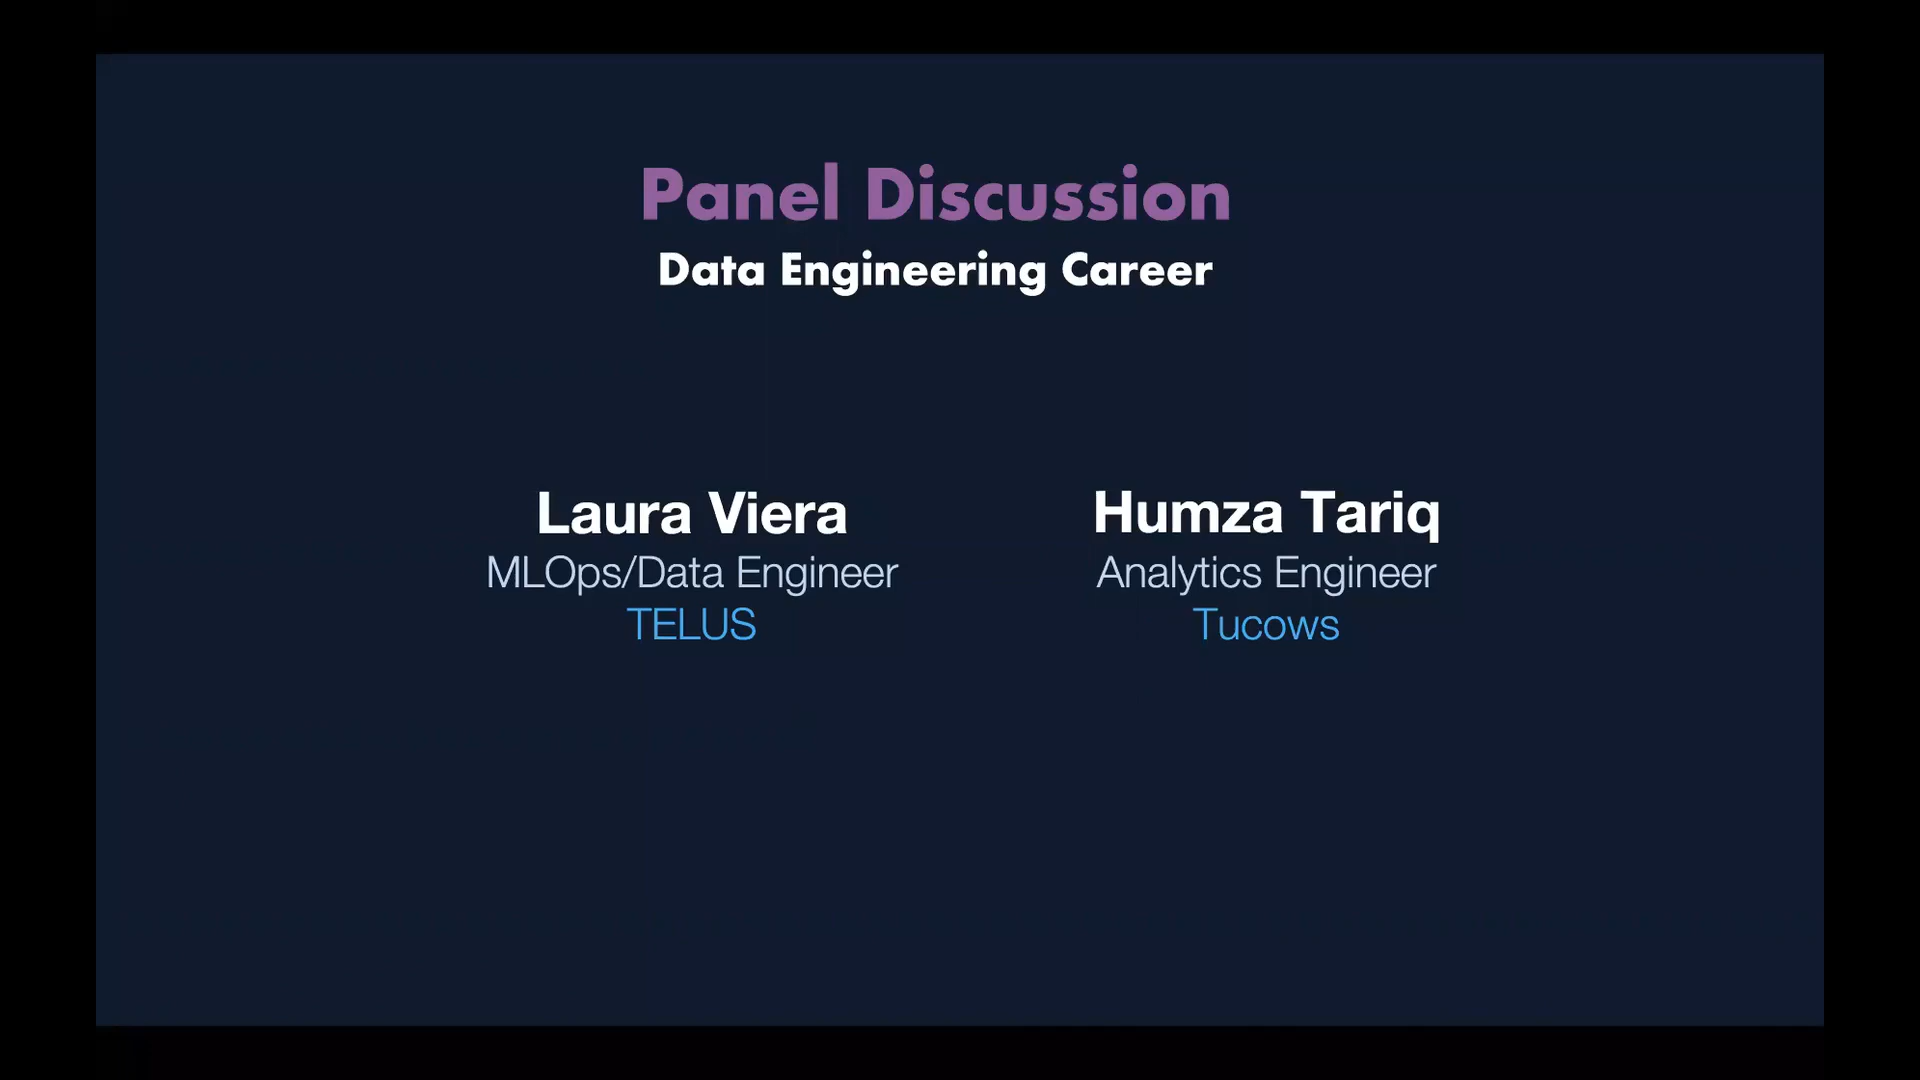 Panel Discussion
Data Engineering Career
Laura Viera
MLOps/Data Engineer
TELUS
Humza Tariq
Analytics Engineer
Tucows